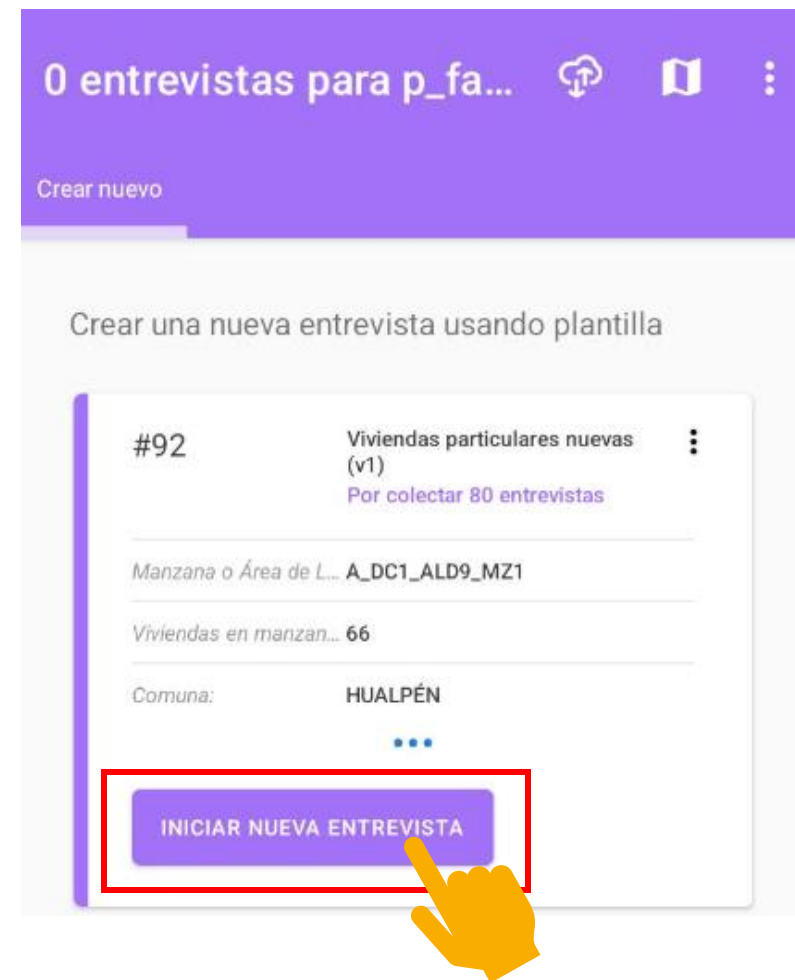 0 entrevistas para p_fa...
Crear nuevo
Crear una nueva entrevista usando plantilla
#92
Viviendas particulares nuevas
(v1)
Por colectar 80 entrevistas
Manzana o Área de L... A_DC1_ALD9_MZ1
Viviendas en manzan... 66
Comuna: HUALPÉN
INICIAR NUEVA ENTREVISTA